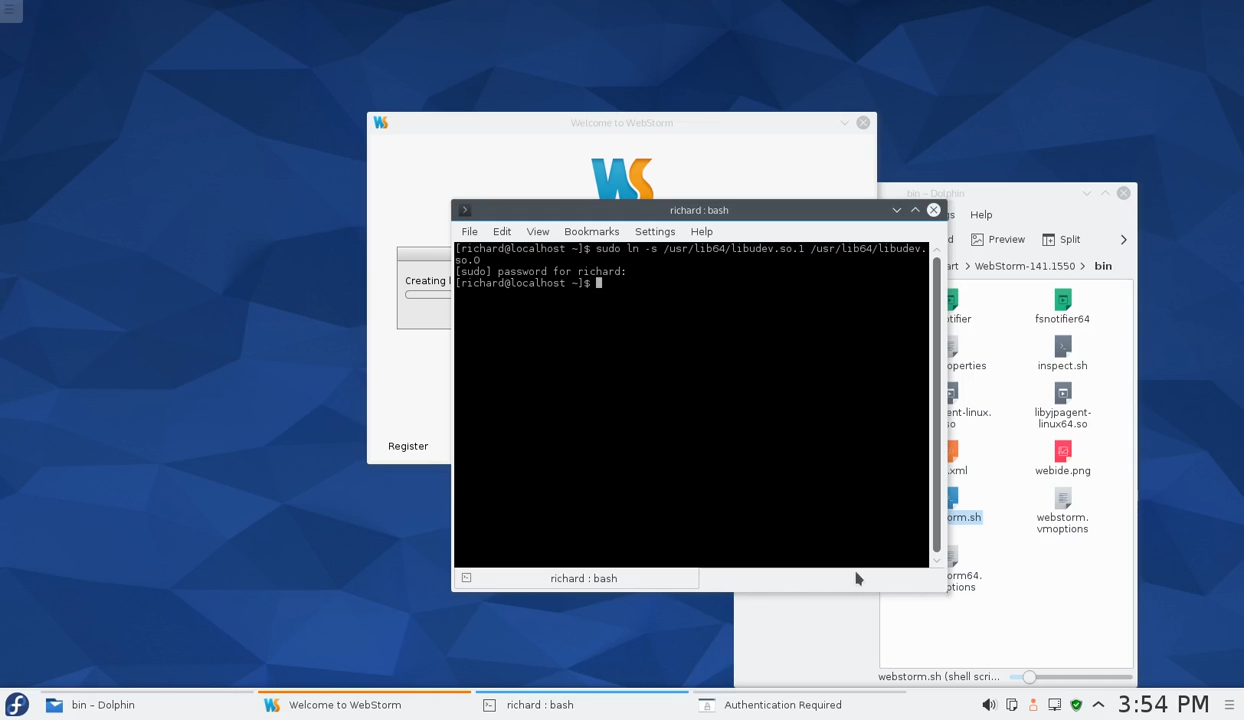 Welcome to WebStorm
WS
bin – Dolphin
richard : bash
Help
File Edit View Bookmarks Settings Help
Preview Split
[richard@localhost ~]$ sudo ln -s /usr/lib64/libudev.so.1 /usr/lib64/libudev.
so.0
[sudo] password for richard:
[richard@localhost ~]$
WebStorm-141.1550 > bin
Creating
fsnotifier64
inspect.sh
libyjpagent-
linux64.so
webide.png
webstorm.
vmoptions
Register
richard : bash
webstorm.sh (shell scri...
bin – Dolphin
Welcome to WebStorm
richard : bash
Authentication Required
3:54 PM